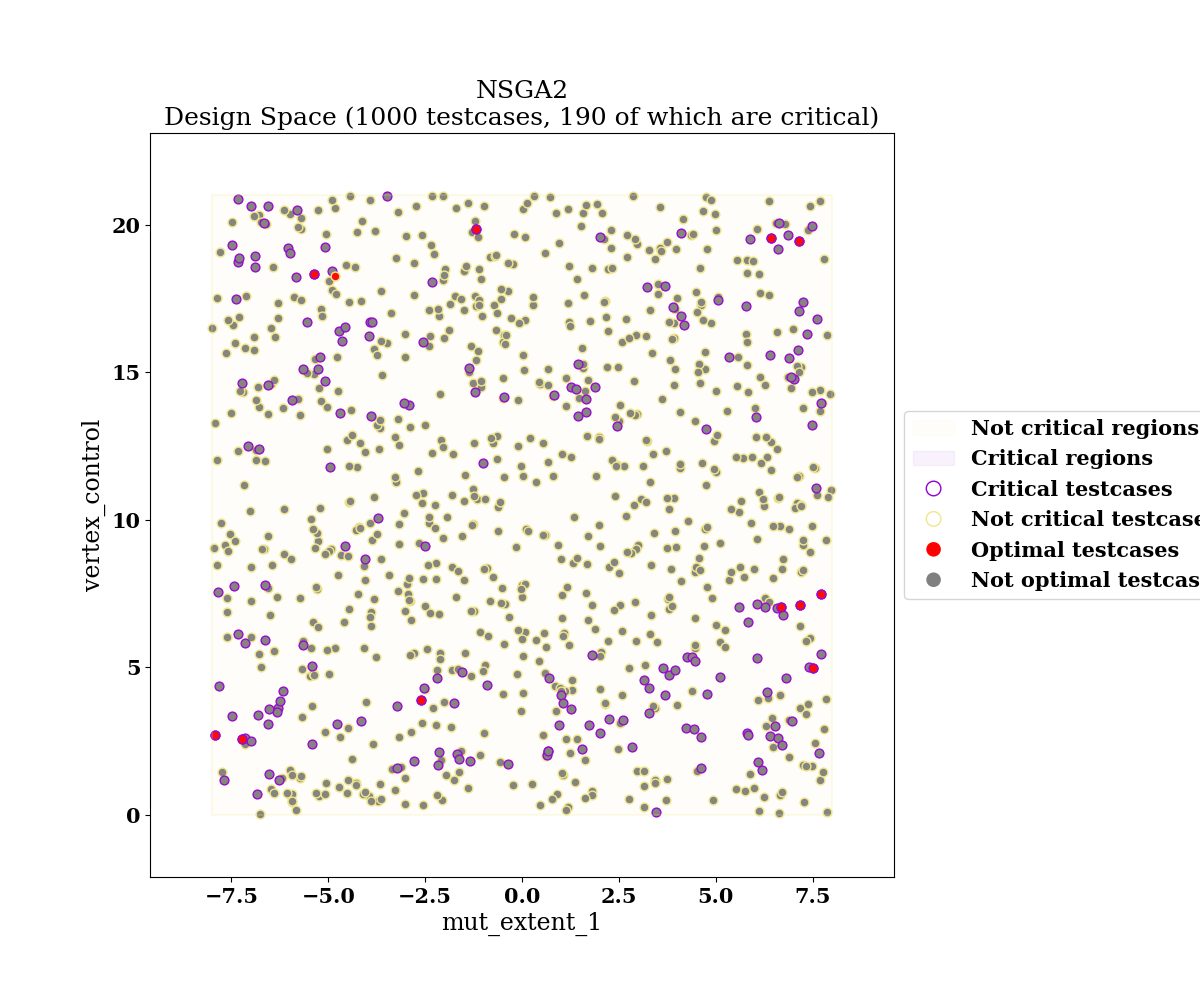 NSGA2
Design Space (1000 testcases, 190 of which are critical)
20
15
10
5
0
vertex_control
−7.5 −5.0 −2.5 0.0 2.5 5.0 7.5
mut_extent_1
Not critical regions
Critical regions
Critical testcases
Not critical testcase
Optimal testcases
Not optimal testcas